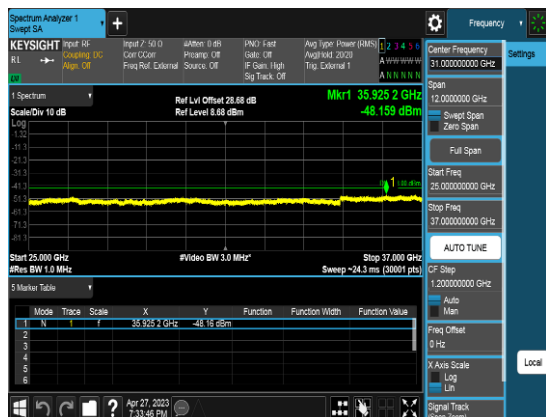 Spectrum Analyzer 1
Swept SA
+
Frequency
KEYSIGHT
RL
LV
Input: RF
Coupling: DC
Align: Off
Input Z: 50 Ω
Corr CCorr
Freq Ref: External
#Atten: 0 dB
Preamp: Off
Source: Off
PNO: Fast
Gate: Off
IF Gain: High
Sig Track: Off
Avg Type: Power (RMS)
Avg|Hold: 20/20
Trig: External 1
1 2 3 4 5 6
A W W W W W
A N N N N N
1 Spectrum
Scale/Div 10 dB
Log
Ref Lvl Offset 28.68 dB
Ref Level 8.68 dBm
Mkr1 35.925 2 GHz
-48.159 dBm
-1.32
-11.3
-21.3
-31.3
-41.3
-51.3
-61.3
-71.3
-81.3
1
Start 25.000 GHz
#Res BW 1.0 MHz
#Video BW 3.0 MHz*
Stop 37.000 GHz
Sweep ~24.3 ms (30001 pts)
5 Marker Table
Mode Trace Scale X Y Function Function Width Function Value
1 N 1 f 35.925 2 GHz -48.16 dBm
2
3
4
5
6
Center Frequency
31.000000000 GHz
Settings
Span
12.0000000 GHz
Swept Span
Zero Span
Full Span
Start Freq
25.000000000 GHz
Stop Freq
37.000000000 GHz
AUTO TUNE
CF Step
1.200000000 GHz
Auto
Man
Freq Offset
0 Hz
X Axis Scale
Log
Lin
Local
Signal Track
(Span Zoom)
?
Apr 27, 2023
7:33:46 PM